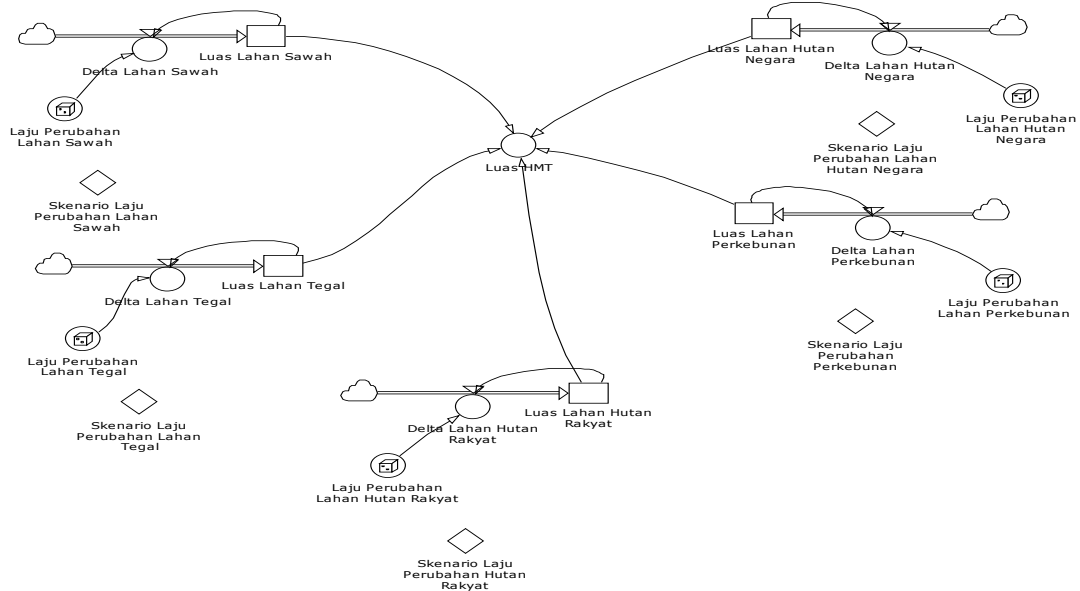 Luas Lahan Sawah
Delta Lahan Sawah
Laju Perubahan
Lahan Sawah
Skenario Laju
Perubahan Lahan
Sawah
Luas Lahan Tegal
Delta Lahan Tegal
Laju Perubahan
Lahan Tegal
Skenario Laju
Perubahan Lahan
Tegal
Luas HMT
Luas Lahan Hutan
Rakyat
Delta Lahan Hutan
Rakyat
Laju Perubahan
Lahan Hutan Rakyat
Skenario Laju
Perubahan Hutan
Rakyat
Luas Lahan Hutan
Negara
Delta Lahan Hutan
Negara
Laju Perubahan
Lahan Hutan
Negara
Skenario Laju
Perubahan Lahan
Hutan Negara
Luas Lahan
Perkebunan
Delta Lahan
Perkebunan
Laju Perubahan
Lahan Perkebunan
Skenario Laju
Perubahan
Perkebunan